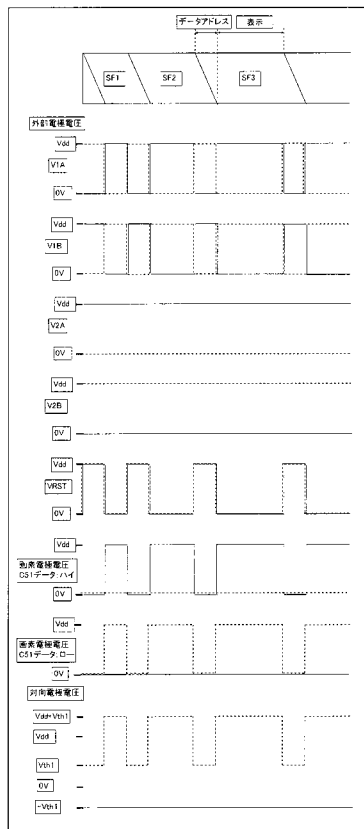 データアドレス 表示
SF1 SF2 SF3
外部電極電圧
Vdd
V1A
0V
Vdd
V1B
0V
Vdd
V2A
0V
Vdd
V2B
0V
Vdd
VRST
0V
Vdd
画素電極電圧
C51データ:ハイ
0V
Vdd
画素電極電圧
C51データ:ロー
0V
対向電極電圧
Vdd+Vth1
Vdd
Vth1
0V
-Vth1